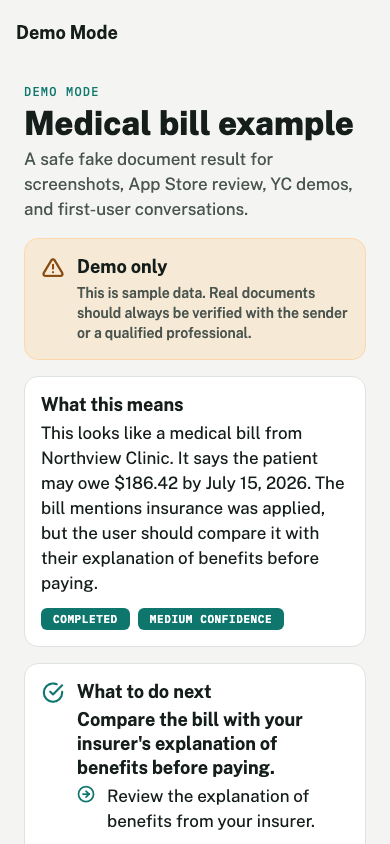 Demo Mode
DEMO MODE
Medical bill example
A safe fake document result for
screenshots, App Store review, YC demos,
and first-user conversations.
Demo only
This is sample data. Real documents
should always be verified with the sender
or a qualified professional.
What this means
This looks like a medical bill from
Northview Clinic. It says the patient
may owe $186.42 by July 15, 2026. The
bill mentions insurance was applied,
but the user should compare it with
their explanation of benefits before
paying.
COMPLETED
MEDIUM CONFIDENCE
What to do next
Compare the bill with your
insurer's explanation of
benefits before paying.
Review the explanation of
benefits from your insurer.